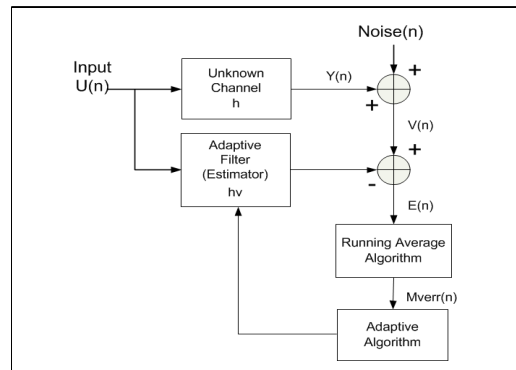 Noise(n)
Input
U(n)
Unknown
Channel
h
Y(n)
+
+
V(n)
Adaptive
Filter
(Estimator)
hv
+
-
E(n)
Running Average
Algorithm
Mverr(n)
Adaptive
Algorithm